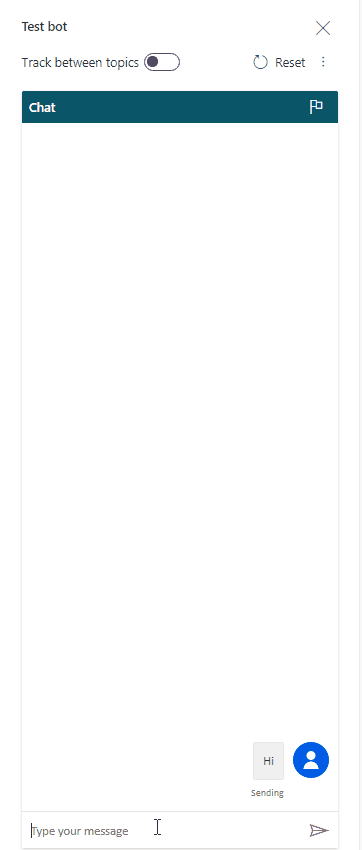 Test bot
Track between topics Reset
Chat
Hi
Sending
Type your message